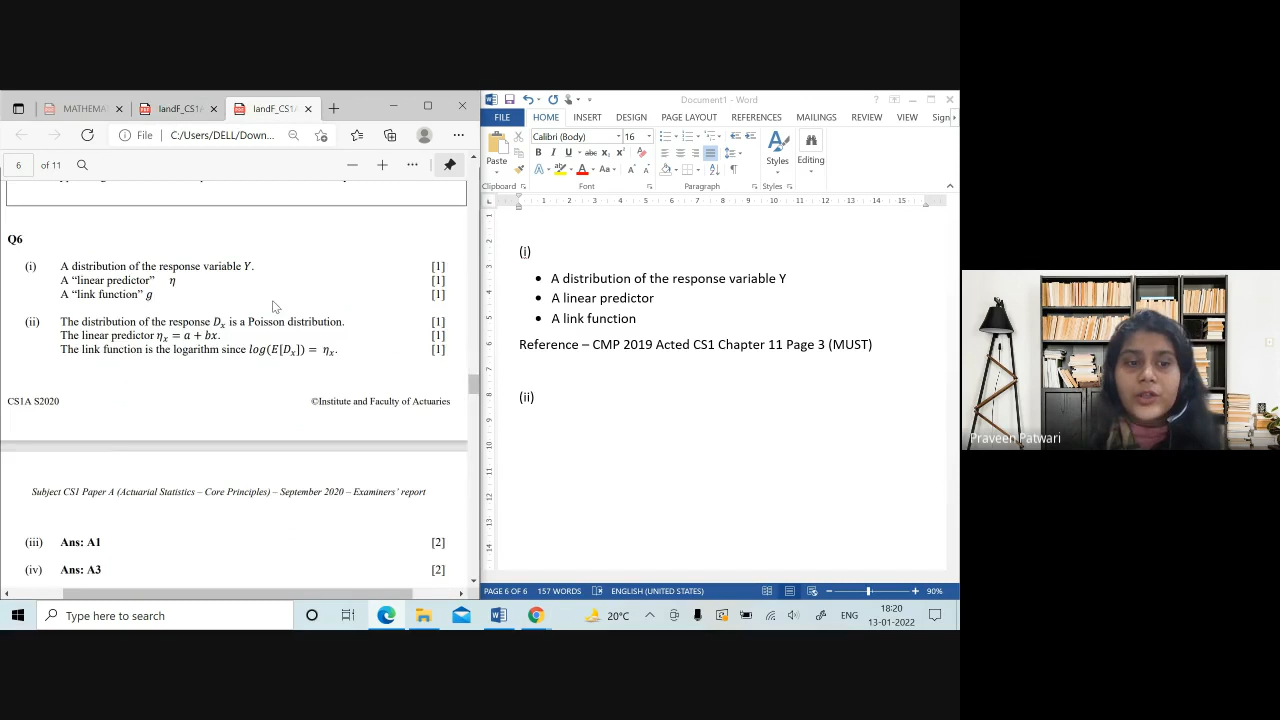 MATHEMA
landF_CS1A
landF_CS1A
File
C:/Users/DELL/Down...
6 of 11
Q6
(i) A distribution of the response variable Y. [1]
A “linear predictor” η [1]
A “link function” g [1]
(ii) The distribution of the response Dx is a Poisson distribution. [1]
The linear predictor ηx = a + bx. [1]
The link function is the logarithm since log(E[Dx]) = ηx. [1]
CS1A S2020 ©Institute and Faculty of Actuaries
Subject CS1 Paper A (Actuarial Statistics – Core Principles) – September 2020 – Examiners’ report
(iii) Ans: A1 [2]
(iv) Ans: A3 [2]
Document1 - Word
FILE HOME INSERT DESIGN PAGE LAYOUT REFERENCES MAILINGS REVIEW VIEW Sign
Calibri (Body) 16
Paste
Styles
Editing
Clipboard Font Paragraph Styles
(i)
• A distribution of the response variable Y
• A linear predictor
• A link function
Reference – CMP 2019 Acted CS1 Chapter 11 Page 3 (MUST)
(ii)
PAGE 6 OF 6 157 WORDS ENGLISH (UNITED STATES) 90%
Praveen Patwari
Type here to search
20°C
ENG
18:20
13-01-2022